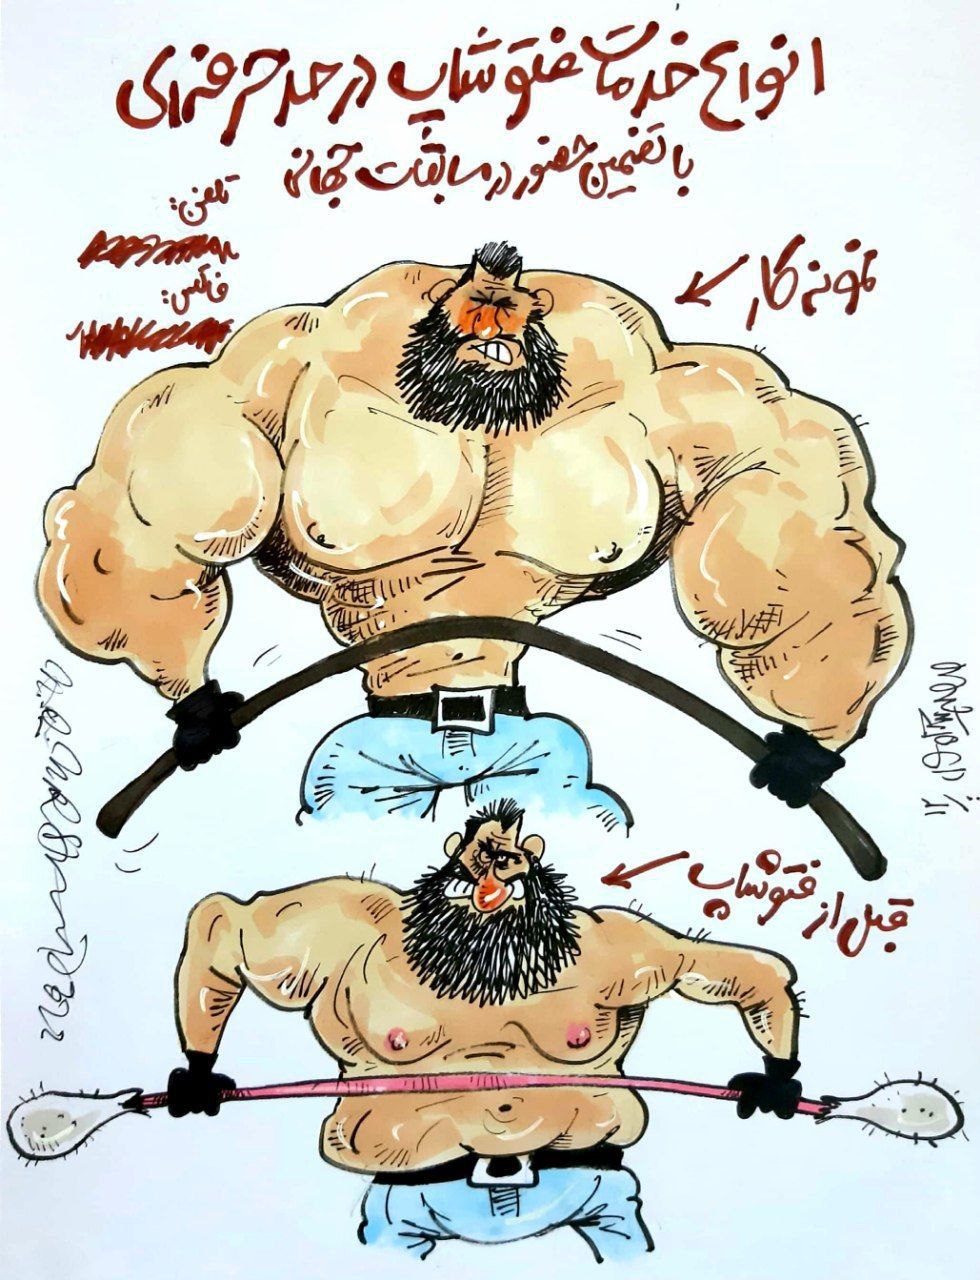 انواع خدمات فتوشاپ در حد حرفه‌ای
با تضمین حضور در مسابقات جهانی
تلفن:
فاکس:
نمونه کار
قبل از فتوشاپ